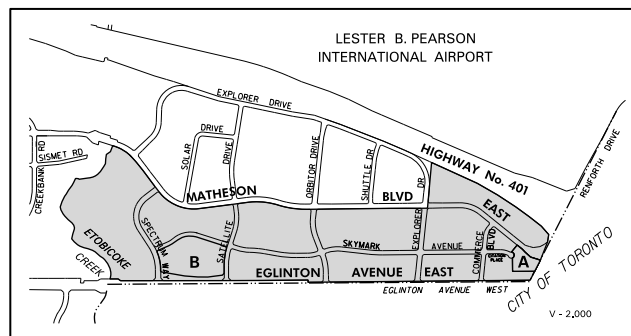 LESTER B. PEARSON
INTERNATIONAL AIRPORT
EXPLORER DRIVE
HIGHWAY No. 401
RENFORTH DRIVE
CREEKBANK RD
SISMET RD
SOLAR
DRIVE
DRIVE
ORBITOR DRIVE
SHUTTLE DR
MATHESON
BLVD
EAST
EXPLORER DR
ETOBICOKE
CREEK
SPECTRUM WAY
SATELLITE
SKYMARK
AVENUE
COMMERCE
BLVD
B
A
EGLINTON
AVENUE
EAST
EGLINTON AVENUE WEST
CITY OF TORONTO
V - 2,000